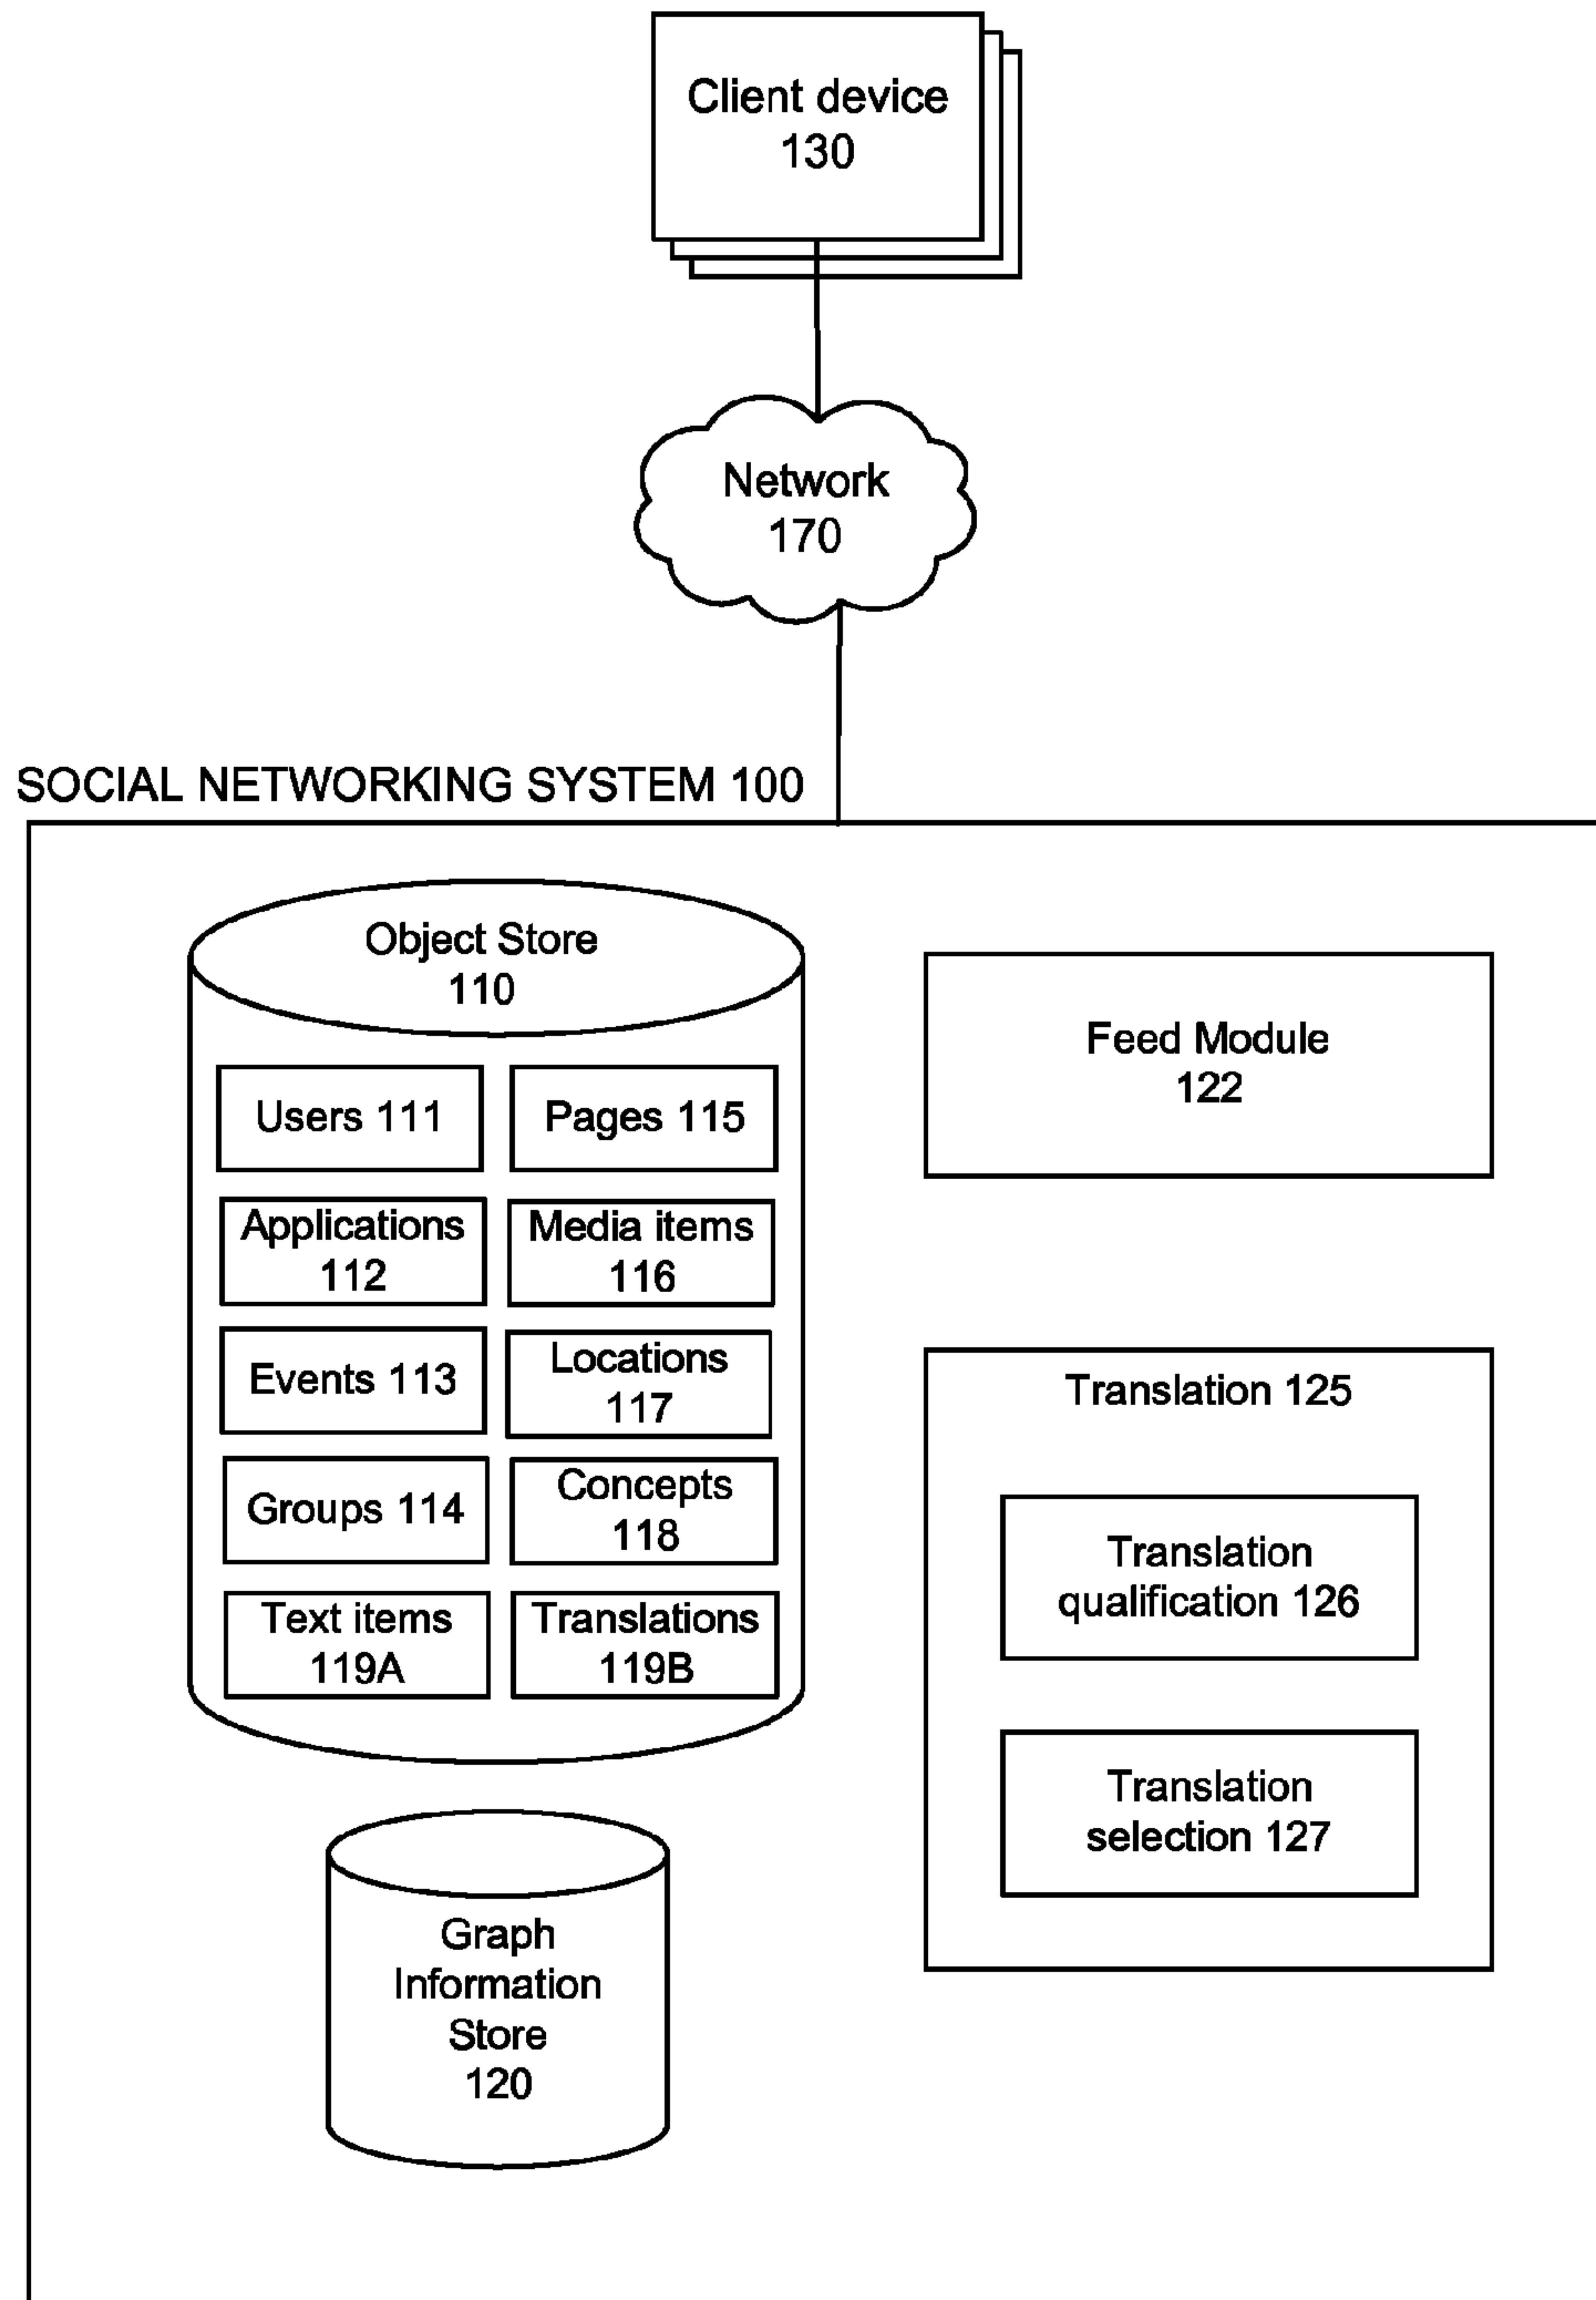 Client device
130
Network
170
SOCIAL NETWORKING SYSTEM 100
Object Store
110
Users 111
Pages 115
Applications
112
Media items
116
Events 113
Locations
117
Groups 114
Concepts
118
Text items
119A
Translations
119B
Graph
Information
Store
120
Feed Module
122
Translation 125
Translation
qualification 126
Translation
selection 127